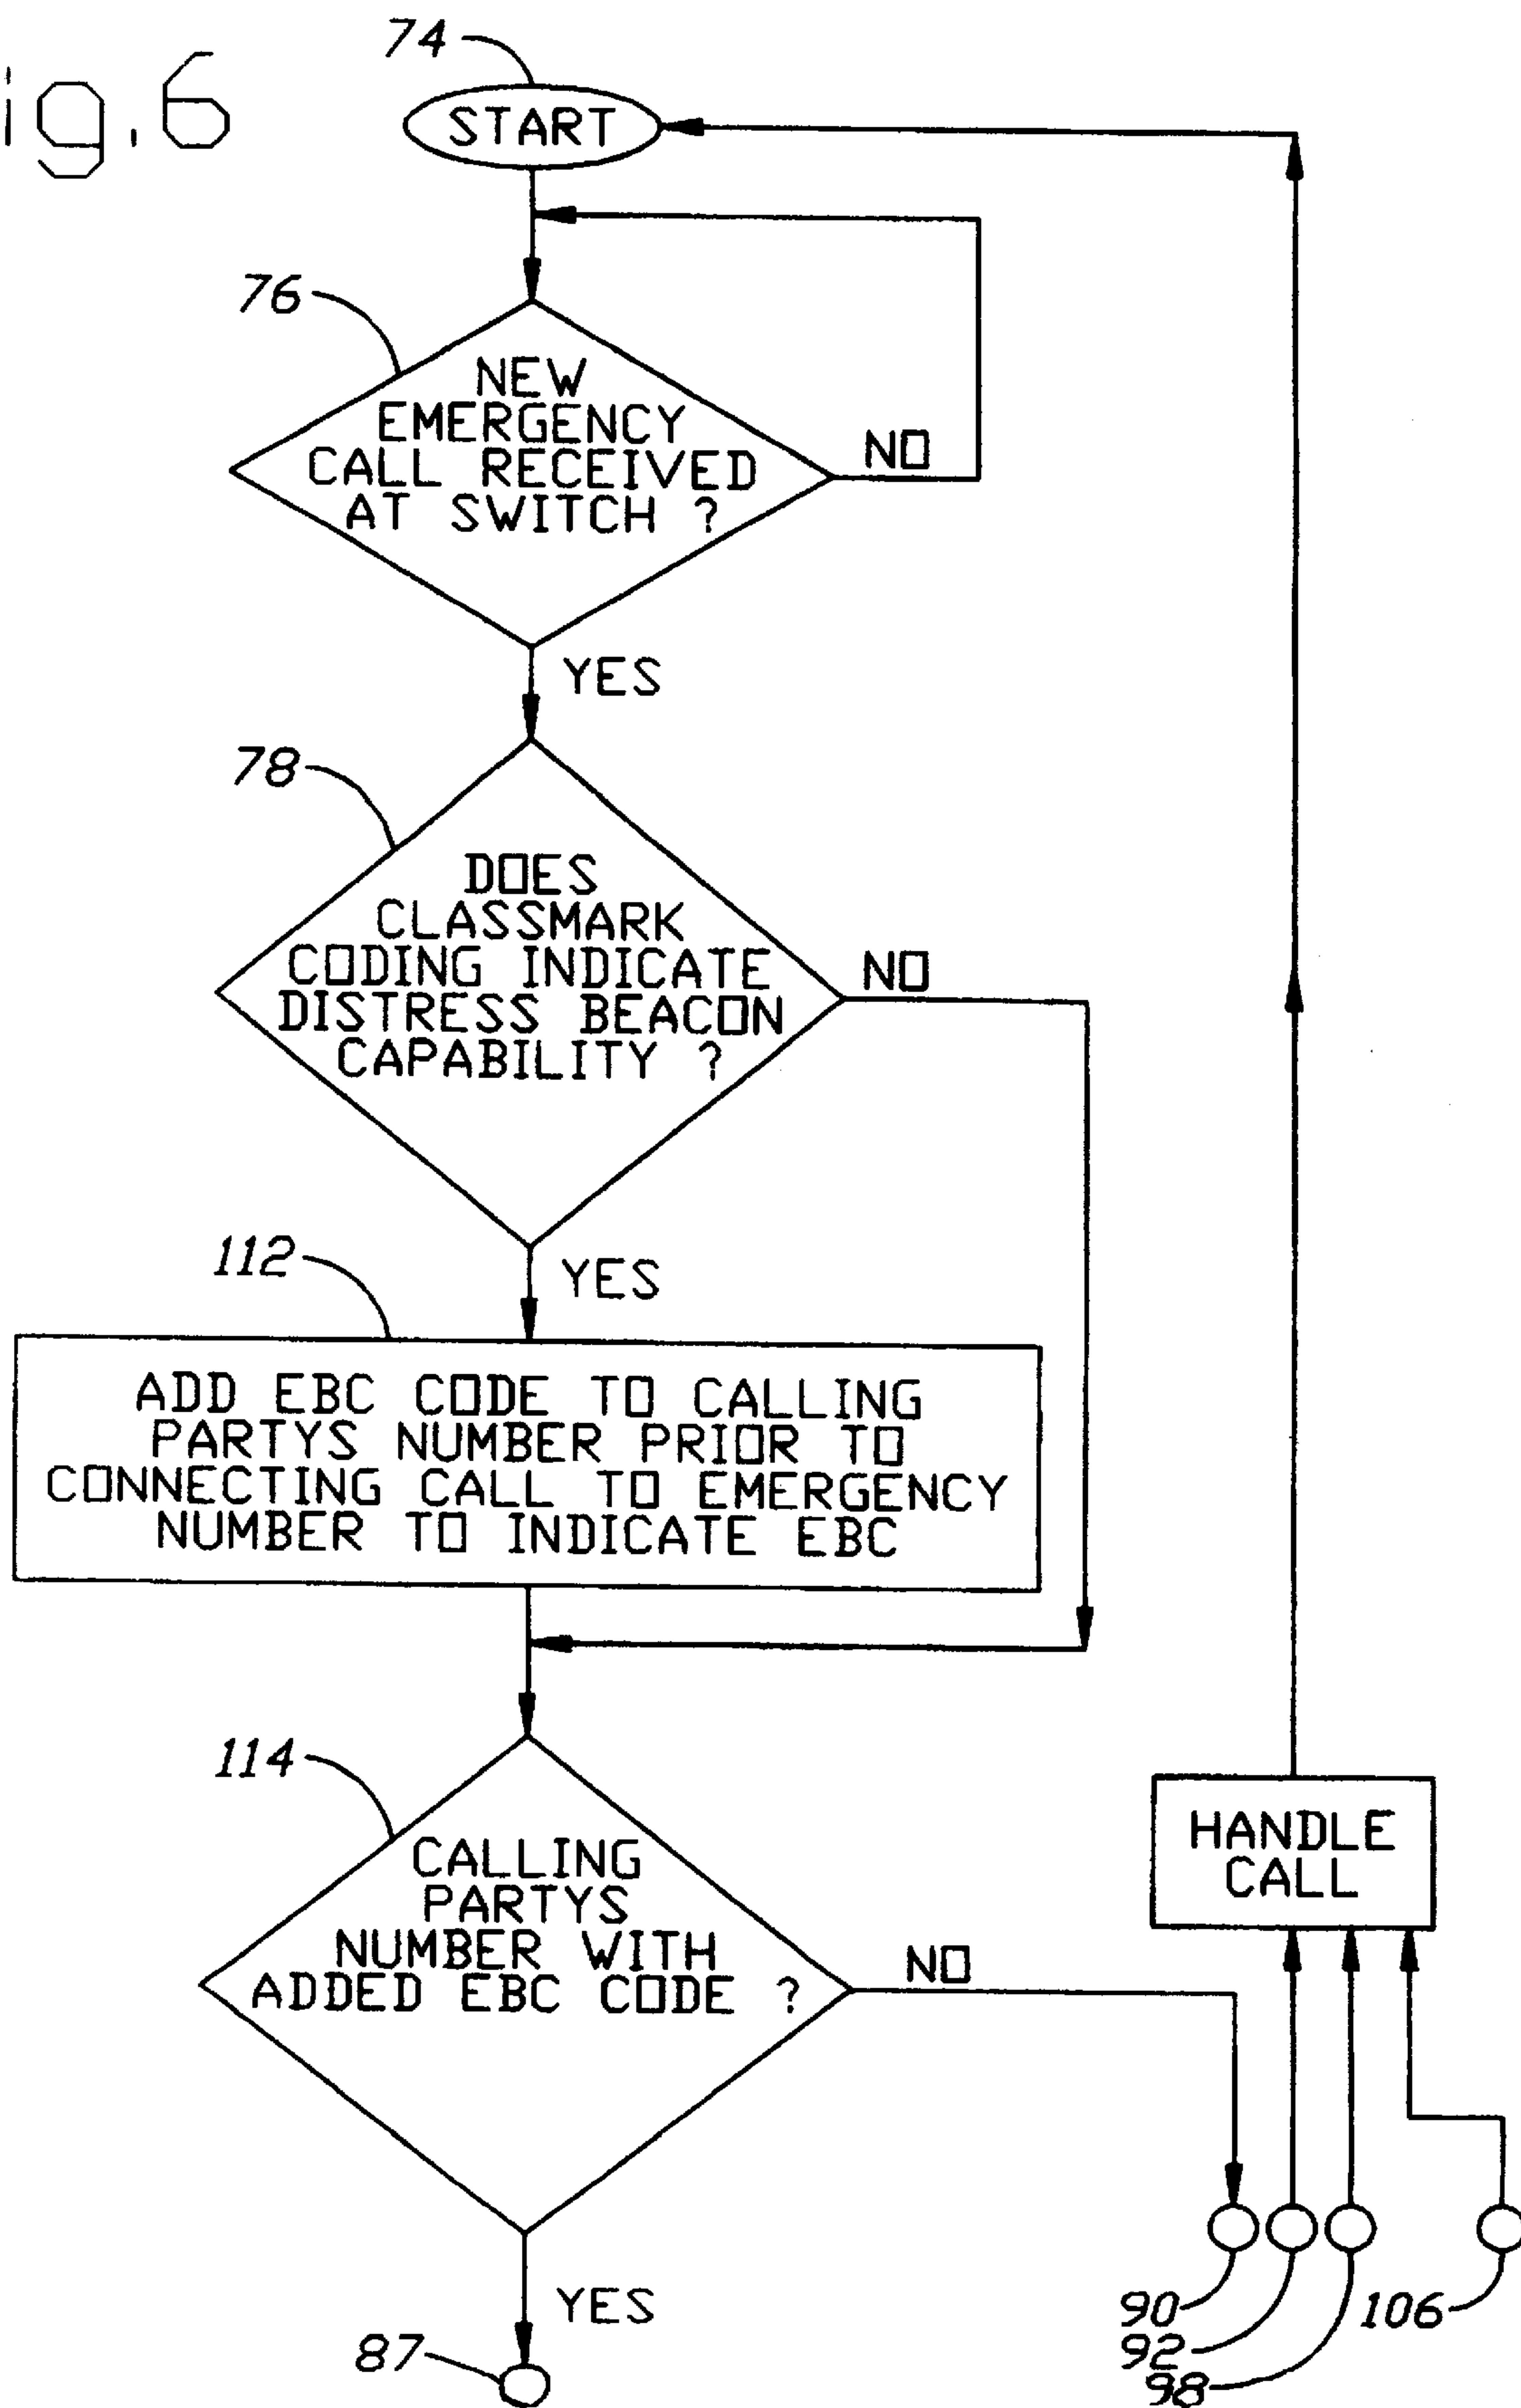 ig.6
74
START
76
NEW
EMERGENCY
CALL RECEIVED
AT SWITCH ?
NO
YES
78
DOES
CLASSMARK
CODING INDICATE
DISTRESS BEACON
CAPABILITY ?
NO
YES
112
ADD EBC CODE TO CALLING
PARTYS NUMBER PRIOR TO
CONNECTING CALL TO EMERGENCY
NUMBER TO INDICATE EBC
114
CALLING
PARTYS
NUMBER WITH
ADDED EBC CODE ?
NO
HANDLE
CALL
YES
87
90
92
98
106